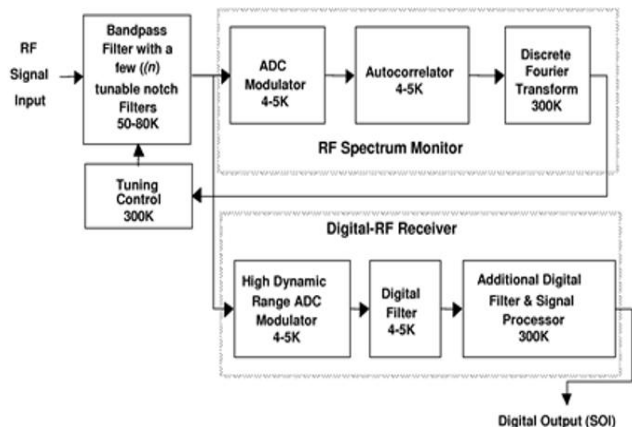 RF
Signal
Input
Bandpass
Filter with a
few ((n)
tunable notch
Filters
50-80K
ADC
Modulator
4-5K
Autocorrelator
4-5K
Discrete
Fourier
Transform
300K
RF Spectrum Monitor
Tuning
Control
300K
Digital-RF Receiver
High Dynamic
Range ADC
Modulator
4-5K
Digital
Filter
4-5K
Additional Digital
Filter & Signal
Processor
300K
Digital Output (SOI)